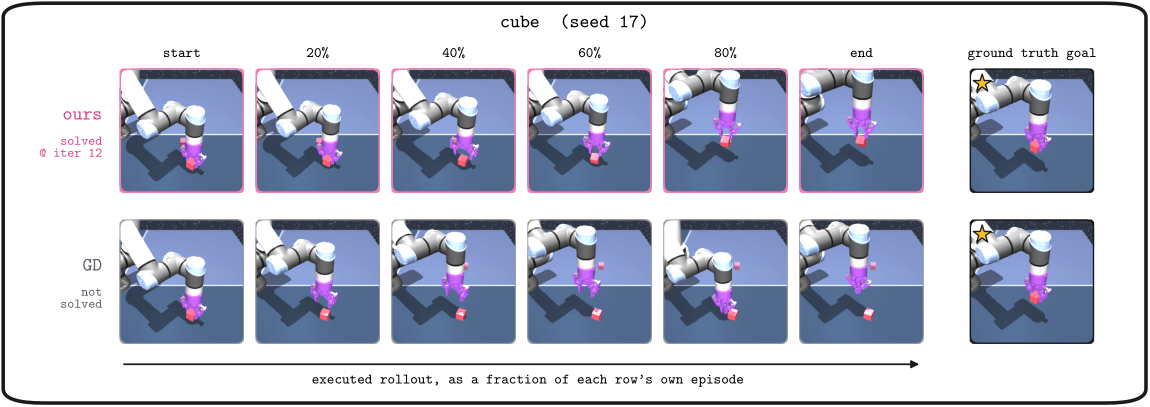 cube (seed 17)
start 20% 40% 60% 80% end ground truth goal
ours
solved
@ iter 12
GD
not
solved
executed rollout, as a fraction of each row's own episode